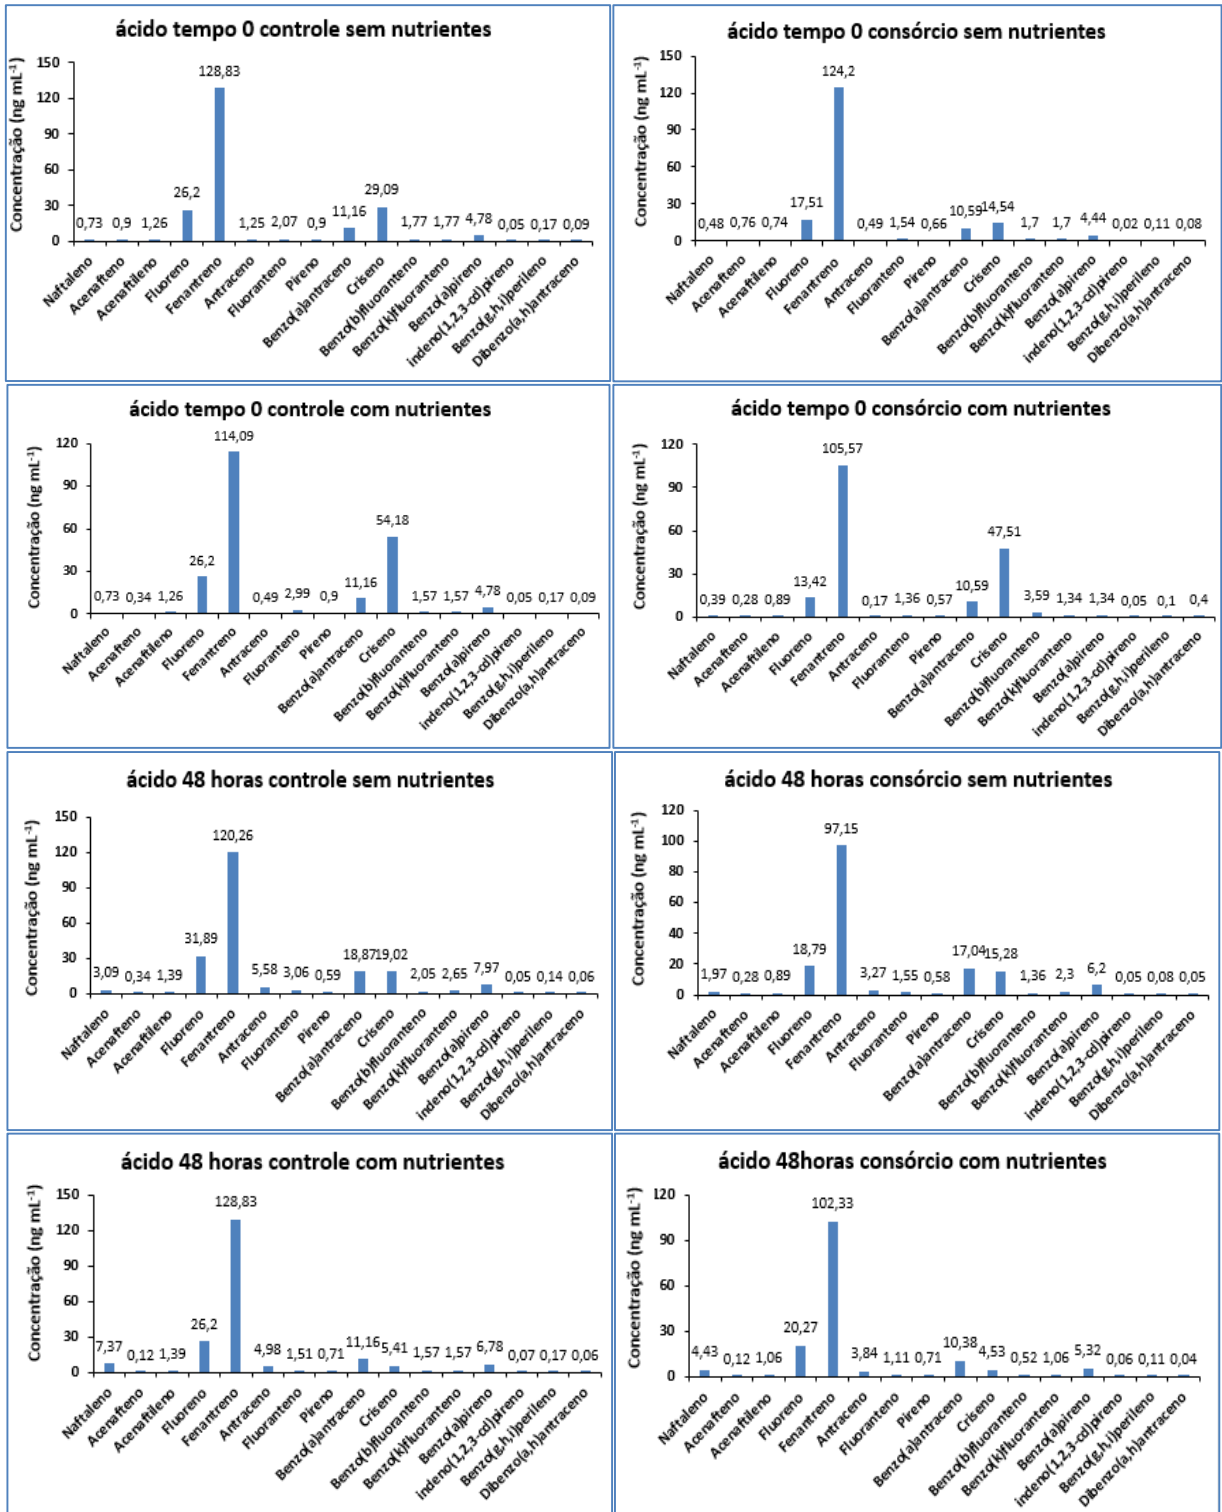 ácido tempo 0 controle sem nutrientes
Concentração (ng mL⁻¹)
150
120
90
60
30
0
0,73 0,9 1,26 26,2 128,83 1,25 2,07 0,9 11,16 29,09 1,77 1,77 4,78 0,05 0,17 0,09
Naftaleno
Acenafteno
Acenaftileno
Fluoreno
Fenantreno
Antraceno
Fluoranteno
Pireno
Benzo(a)antraceno
Criseno
Benzo(b)fluoranteno
Benzo(k)fluoranteno
Benzo(a)pireno
indeno(1,2,3-cd)pireno
Benzo(g,h,i)perileno
Dibenzo(a,h)antraceno
ácido tempo 0 consórcio sem nutrientes
Concentração (ng mL⁻¹)
150
120
90
60
30
0
0,48 0,76 0,74 17,51 124,2 0,49 1,54 0,66 10,59 14,54 1,7 1,7 4,44 0,02 0,11 0,08
Naftaleno
Acenafteno
Acenaftileno
Fluoreno
Fenantreno
Antraceno
Fluoranteno
Pireno
Benzo(a)antraceno
Criseno
Benzo(b)fluoranteno
Benzo(k)fluoranteno
Benzo(a)pireno
indeno(1,2,3-cd)pireno
Benzo(g,h,i)perileno
Dibenzo(a,h)antraceno
ácido tempo 0 controle com nutrientes
Concentração (ng mL⁻¹)
120
90
60
30
0
0,73 0,34 1,26 26,2 114,09 0,49 2,99 0,9 11,16 54,18 1,57 1,57 4,78 0,05 0,17 0,09
Naftaleno
Acenafteno
Acenaftileno
Fluoreno
Fenantreno
Antraceno
Fluoranteno
Pireno
Benzo(a)antraceno
Criseno
Benzo(b)fluoranteno
Benzo(k)fluoranteno
Benzo(a)pireno
indeno(1,2,3-cd)pireno
Benzo(g,h,i)perileno
Dibenzo(a,h)antraceno
ácido tempo 0 consórcio com nutrientes
Concentração (ng mL⁻¹)
120
90
60
30
0
0,39 0,28 0,89 13,42 105,57 0,17 1,36 0,57 10,59 47,51 3,59 1,34 1,34 0,05 0,1 0,4
Naftaleno
Acenafteno
Acenaftileno
Fluoreno
Fenantreno
Antraceno
Fluoranteno
Pireno
Benzo(a)antraceno
Criseno
Benzo(b)fluoranteno
Benzo(k)fluoranteno
Benzo(a)pireno
indeno(1,2,3-cd)pireno
Benzo(g,h,i)perileno
Dibenzo(a,h)antraceno
ácido 48 horas controle sem nutrientes
Concentração (ng mL⁻¹)
150
120
90
60
30
0
3,09 0,34 1,39 31,89 120,26 5,58 3,06 0,59 18,87 19,02 2,05 2,65 7,97 0,05 0,14 0,06
Naftaleno
Acenafteno
Acenaftileno
Fluoreno
Fenantreno
Antraceno
Fluoranteno
Pireno
Benzo(a)antraceno
Criseno
Benzo(b)fluoranteno
Benzo(k)fluoranteno
Benzo(a)pireno
indeno(1,2,3-cd)pireno
Benzo(g,h,i)perileno
Dibenzo(a,h)antraceno
ácido 48 horas consórcio sem nutrientes
Concentração (ng mL⁻¹)
120
100
80
60
40
20
0
1,97 0,28 0,89 18,79 97,15 3,27 1,55 0,58 17,04 15,28 1,36 2,3 6,2 0,05 0,08 0,05
Naftaleno
Acenafteno
Acenaftileno
Fluoreno
Fenantreno
Antraceno
Fluoranteno
Pireno
Benzo(a)antraceno
Criseno
Benzo(b)fluoranteno
Benzo(k)fluoranteno
Benzo(a)pireno
indeno(1,2,3-cd)pireno
Benzo(g,h,i)perileno
Dibenzo(a,h)antraceno
ácido 48 horas controle com nutrientes
Concentração (ng mL⁻¹)
150
120
90
60
30
0
7,37 0,12 1,39 26,2 128,83 4,98 1,51 0,71 11,16 5,41 1,57 1,57 6,78 0,07 0,17 0,06
Naftaleno
Acenafteno
Acenaftileno
Fluoreno
Fenantreno
Antraceno
Fluoranteno
Pireno
Benzo(a)antraceno
Criseno
Benzo(b)fluoranteno
Benzo(k)fluoranteno
Benzo(a)pireno
indeno(1,2,3-cd)pireno
Benzo(g,h,i)perileno
Dibenzo(a,h)antraceno
ácido 48horas consórcio com nutrientes
Concentração (ng mL⁻¹)
120
90
60
30
0
4,43 0,12 1,06 20,27 102,33 3,84 1,11 0,71 10,38 4,53 0,52 1,06 5,32 0,06 0,11 0,04
Naftaleno
Acenafteno
Acenaftileno
Fluoreno
Fenantreno
Antraceno
Fluoranteno
Pireno
Benzo(a)antraceno
Criseno
Benzo(b)fluoranteno
Benzo(k)fluoranteno
Benzo(a)pireno
indeno(1,2,3-cd)pireno
Benzo(g,h,i)perileno
Dibenzo(a,h)antraceno